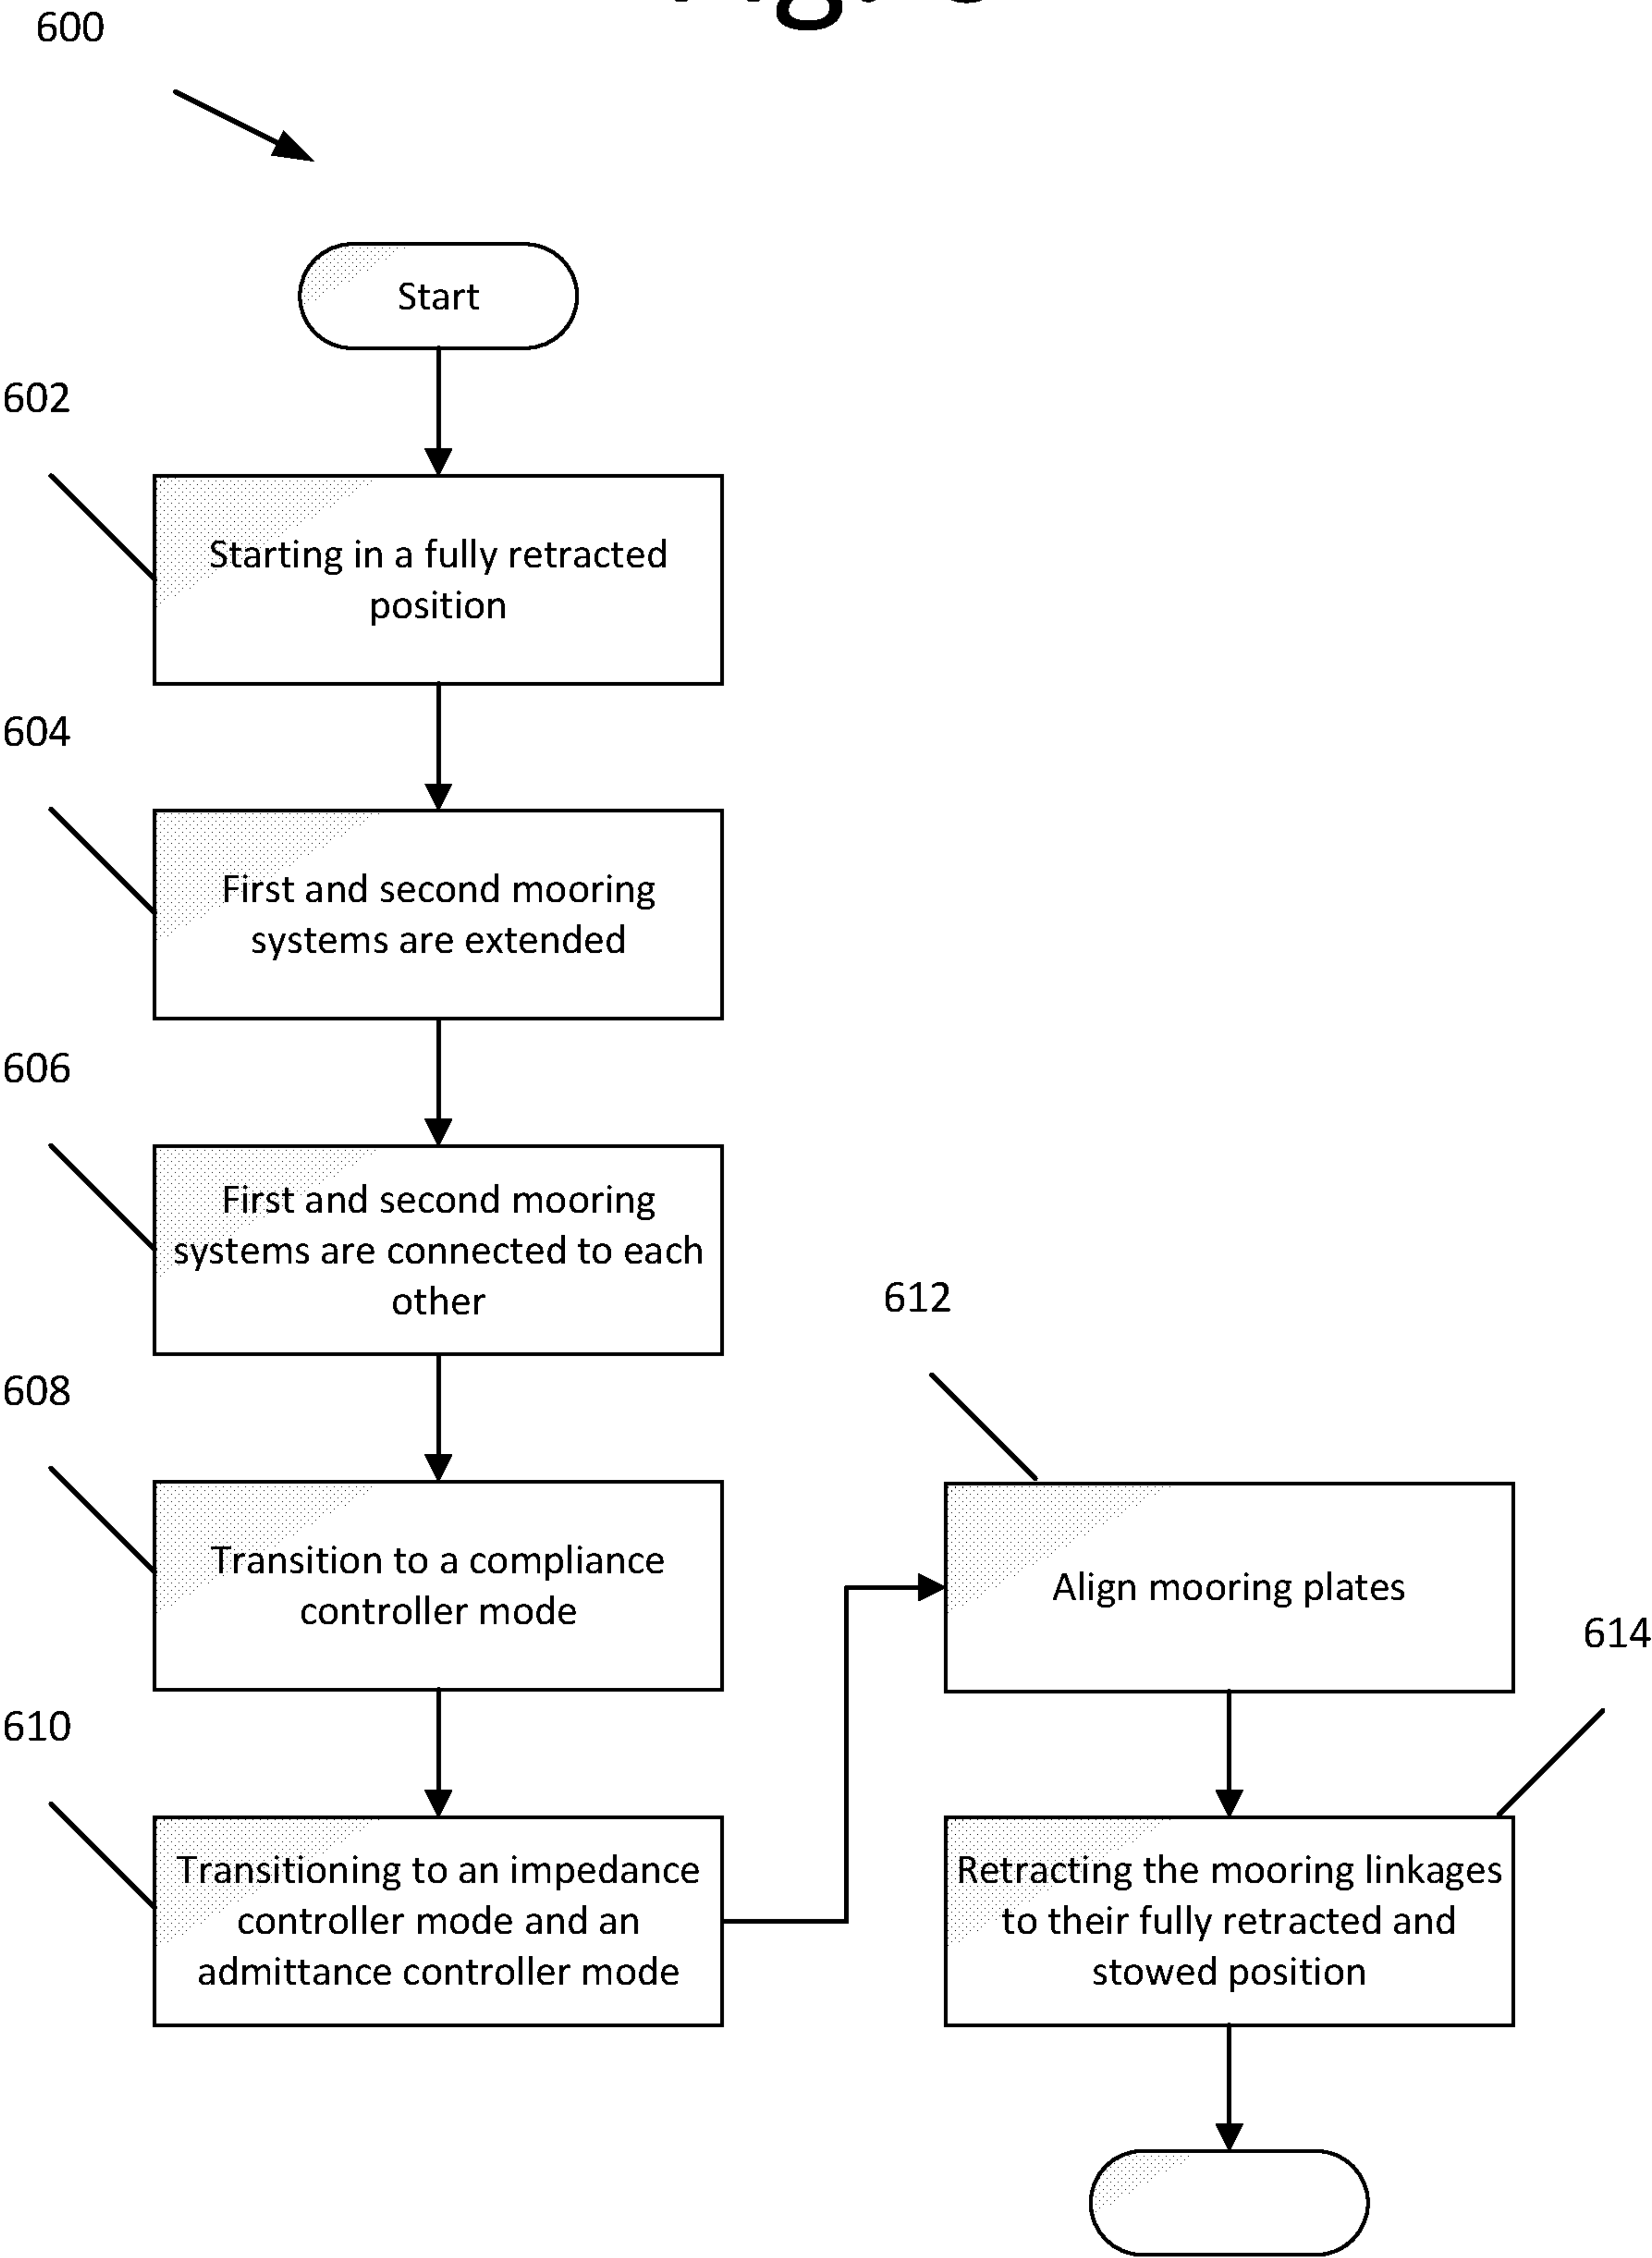 600
Start
602
Starting in a fully retracted
position
604
First and second mooring
systems are extended
606
First and second mooring
systems are connected to each
other
608
Transition to a compliance
controller mode
610
Transitioning to an impedance
controller mode and an
admittance controller mode
612
Align mooring plates
614
Retracting the mooring linkages
to their fully retracted and
stowed position